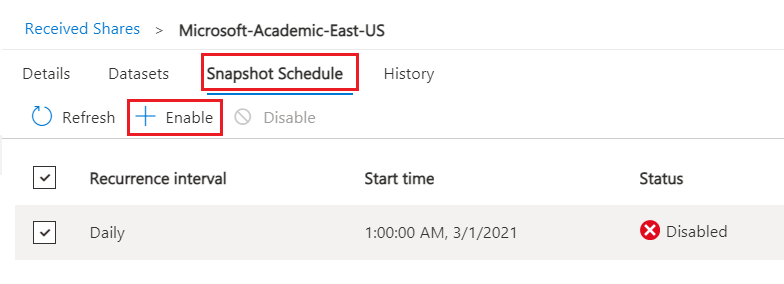 Received Shares > Microsoft-Academic-East-US
Details Datasets Snapshot Schedule History
Refresh Enable Disable
Recurrence interval Start time Status
Daily 1:00:00 AM, 3/1/2021 Disabled